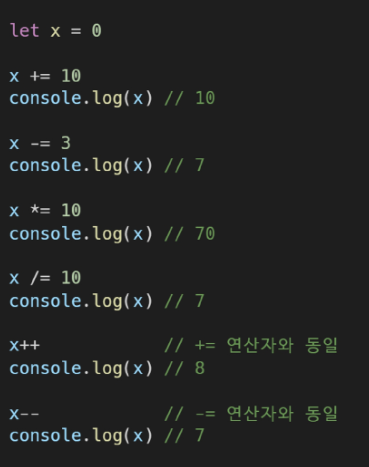 let x = 0
x += 10
console.log(x) // 10
x -= 3
console.log(x) // 7
x *= 10
console.log(x) // 70
x /= 10
console.log(x) // 7
x++ // += 연산자와 동일
console.log(x) // 8
x-- // -= 연산자와 동일
console.log(x) // 7